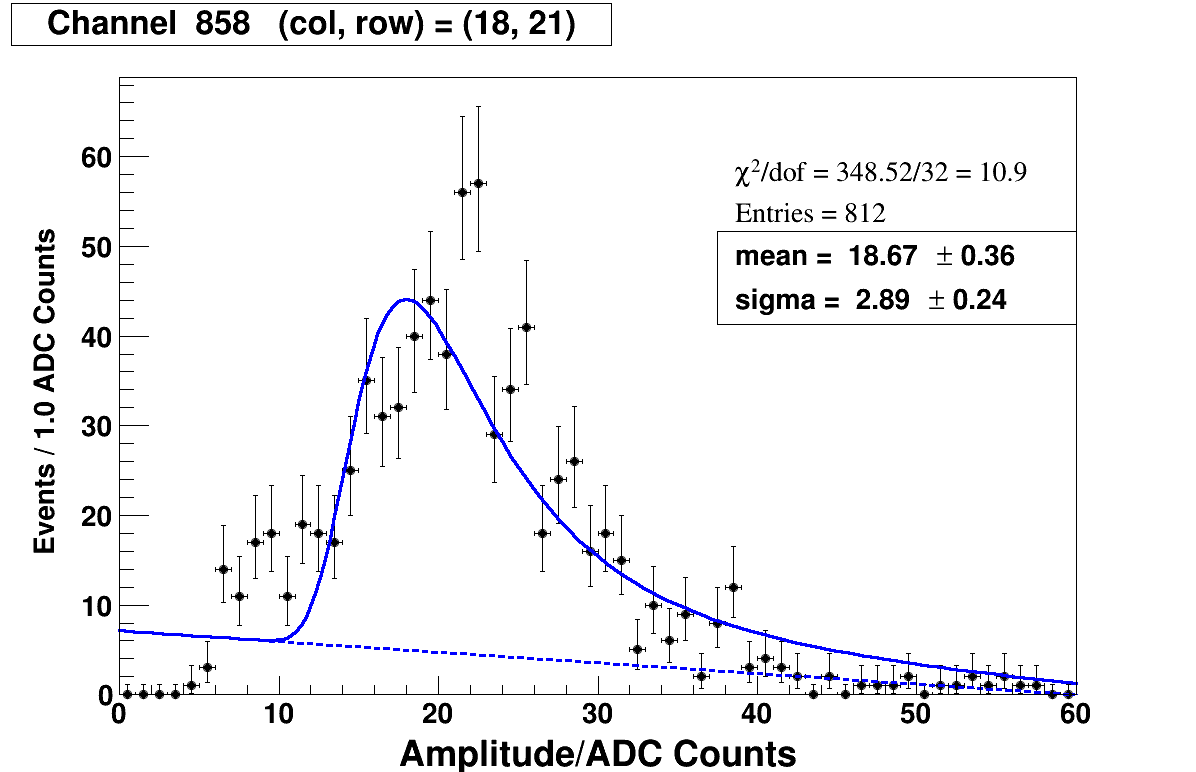 Channel 858 (col, row) = (18, 21)
χ²/dof = 348.52/32 = 10.9
Entries = 812
mean = 18.67 ± 0.36
sigma = 2.89 ± 0.24
Events / 1.0 ADC Counts
60
50
40
30
20
10
0
0 10 20 30 40 50 60
Amplitude/ADC Counts